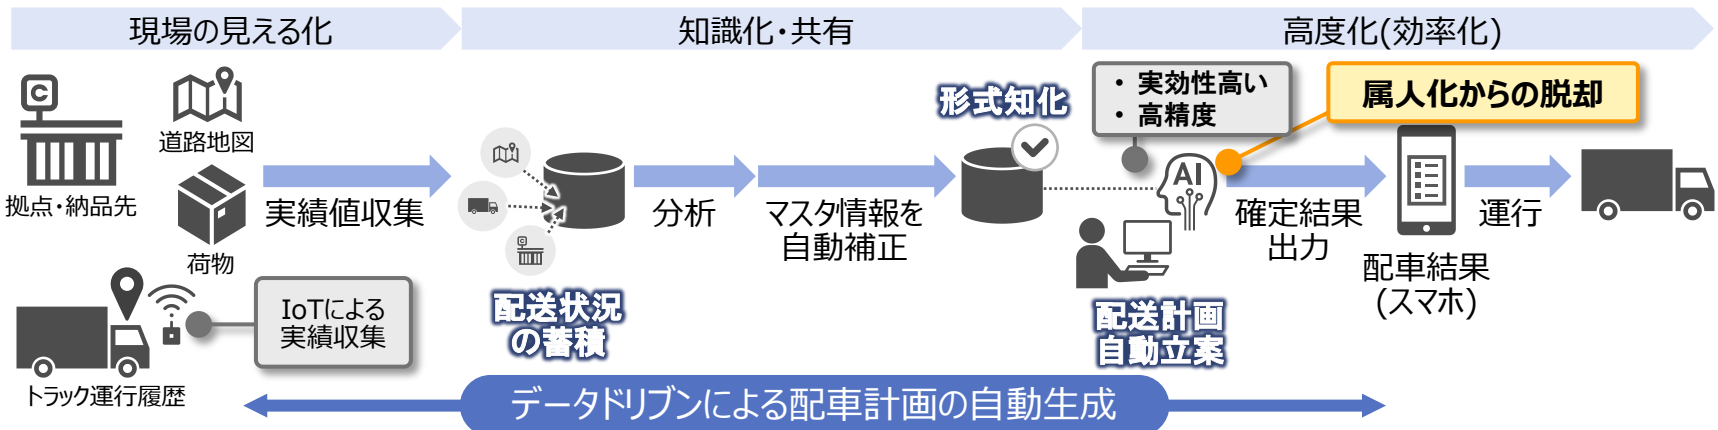 現場の見える化
知識化・共有
高度化(効率化)
C
道路地図
拠点・納品先
荷物
トラック運行履歴
IoTによる
実績収集
実績値収集
C
配送状況
の蓄積
分析
マスタ情報を
自動補正
形式知化
・ 実効性高い
・ 高精度
属人化からの脱却
AI
配送計画
自動立案
確定結果
出力
配車結果
(スマホ)
運行
データドリブンによる配車計画の自動生成